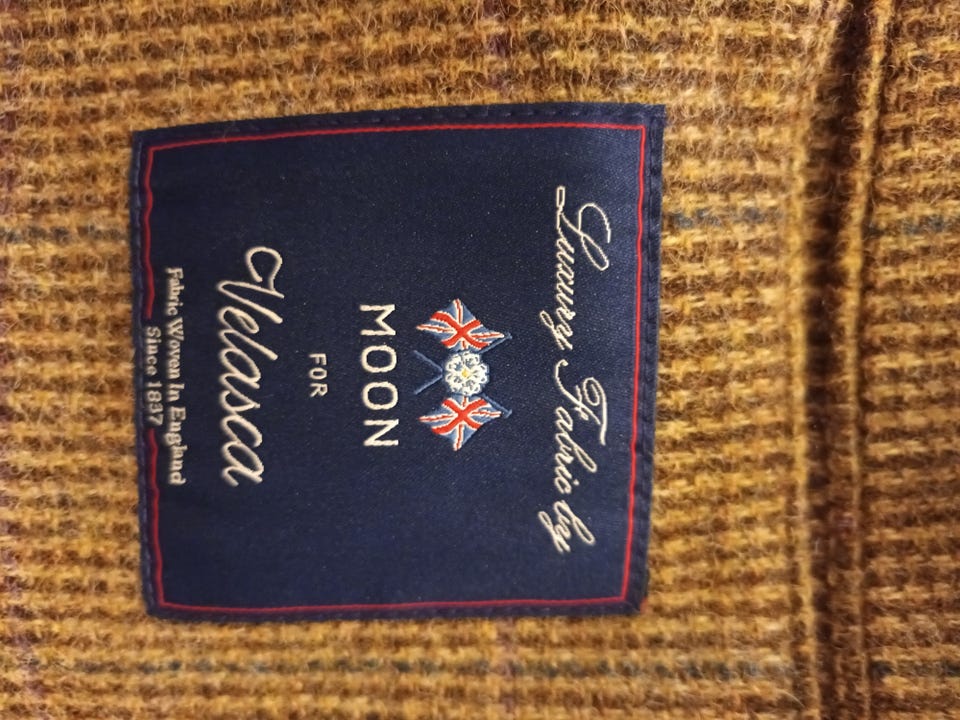 Luxury Fabric by
MOON
FOR
Velasca
Fabric Woven In England
Since 1837